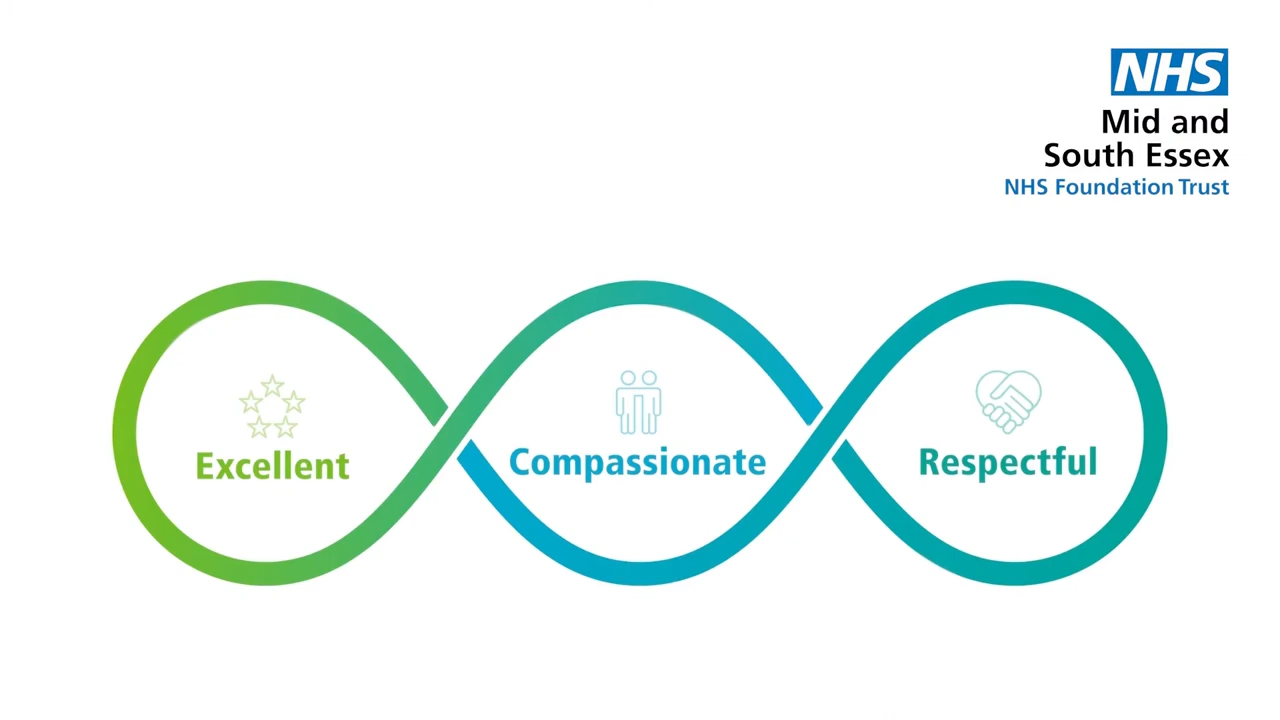 NHS
Mid and
South Essex
NHS Foundation Trust
Excellent
Compassionate
Respectful